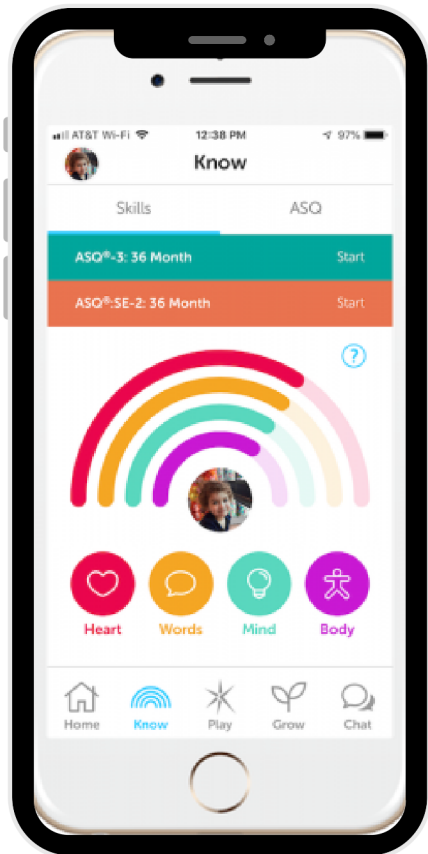 AT&T Wi-Fi 12:38 PM 97%
Know
Skills ASQ
ASQ®-3: 36 Month Start
ASQ®:SE-2: 36 Month Start
?
Heart Words Mind Body
Home Know Play Grow Chat